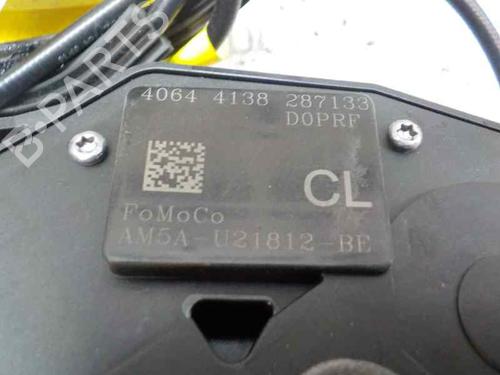 4064 4138 287133
D0PRF
CL
FoMoCo
AM5A-U21812-BE
B-PARTS